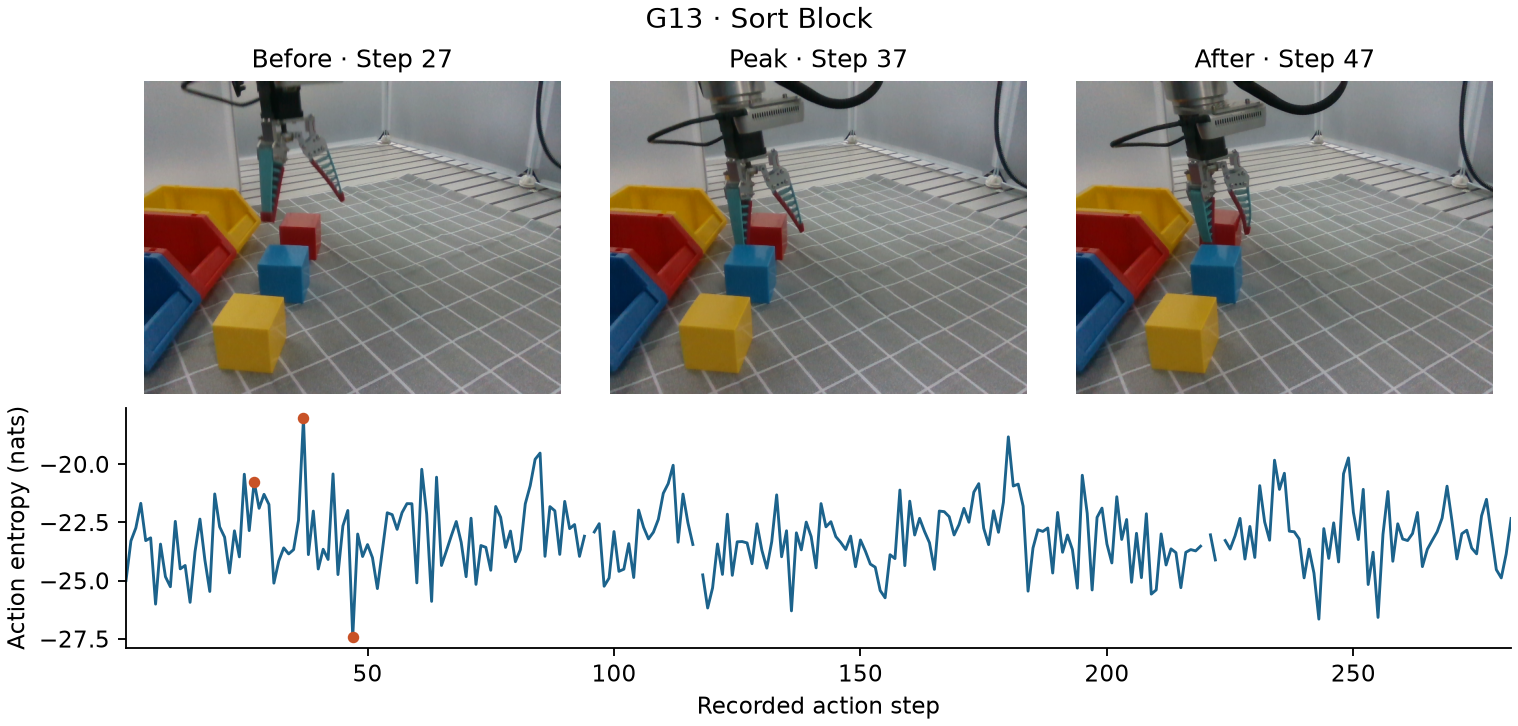 G13 · Sort Block
Before · Step 27
Peak · Step 37
After · Step 47
Action entropy (nats)
−20.0
−22.5
−25.0
−27.5
50
100
150
200
250
Recorded action step